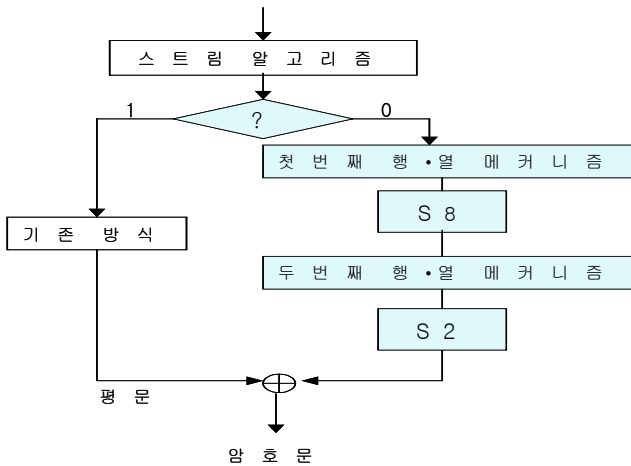 스 트 림 알 고 리 즘
1
?
0
첫 번 째 행 • 열 메 커 니 즘
S 8
기 존 방 식
두 번 째 행 • 열 메 커 니 즘
S 2
평 문
암 호 문